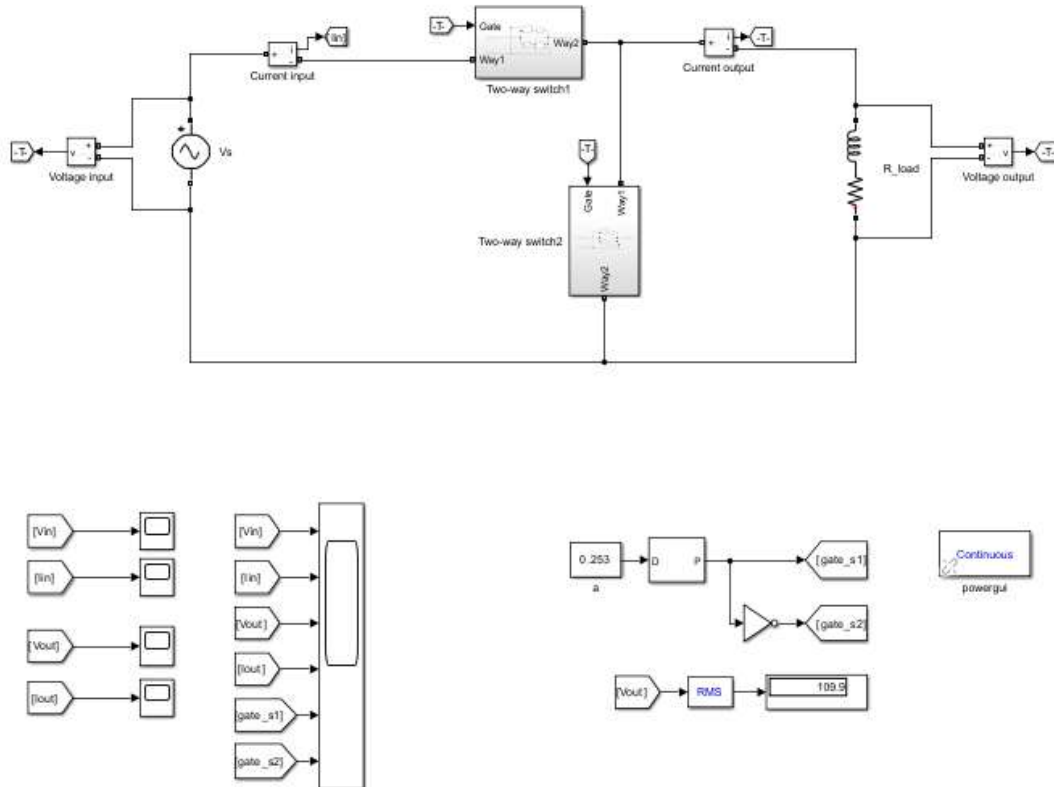 -T-
Gate
Way1
Way2
Two-way switch1
[Iin]
+
i
-
Current input
+
i
-
-T-
Current output
-T-
v
+
-
Voltage input
Vs
-T-
Gate
Way1
Two-way switch2
Way2
R_load
+
-
v
-T-
Voltage output
[Vin]
[Iin]
[Vout]
[Iout]
[Vin]
[Iin]
[Vout]
[Iout]
[gate_s1]
[gate_s2]
0.253
a
D
P
[gate_s1]
[gate_s2]
Continuous
powergui
[Vout]
RMS
109.9